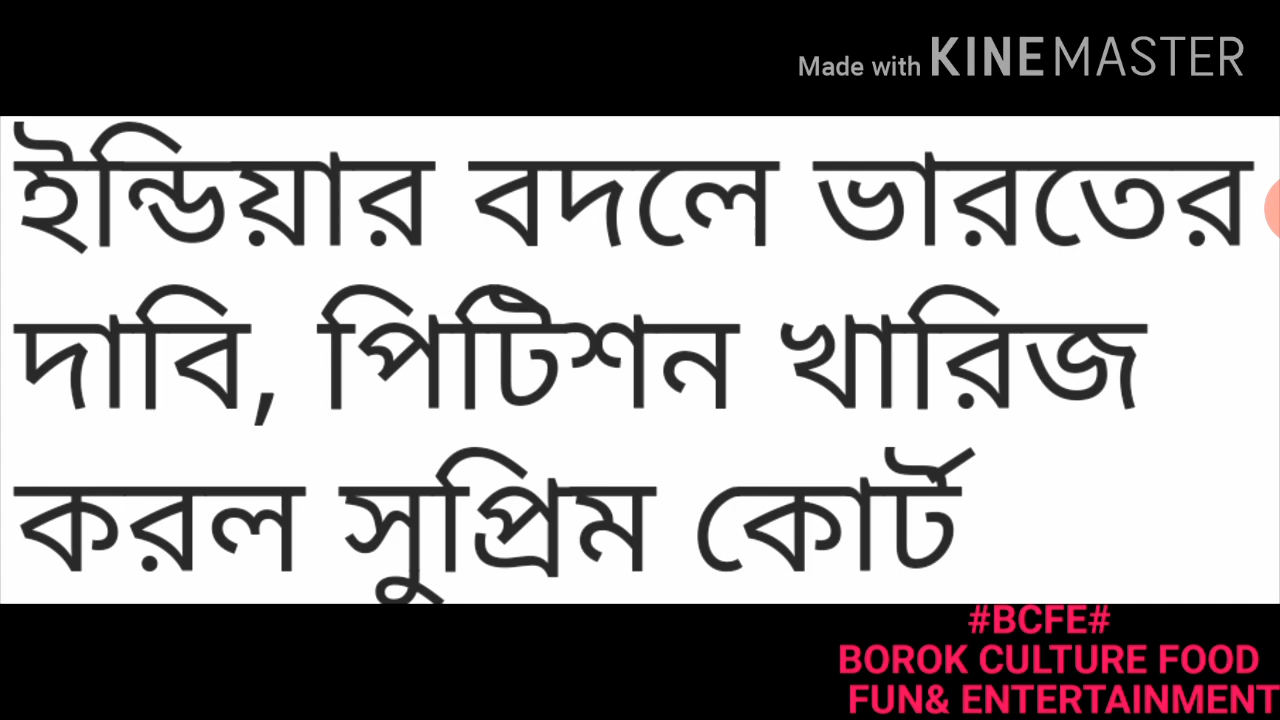 Made with KINEMASTER
ইন্ডিয়ার বদলে ভারতের
দাবি, পিটিশন খারিজ
করল সুপ্রিম কোর্ট
#BCFE#
BOROK CULTURE FOOD
FUN& ENTERTAINMENT